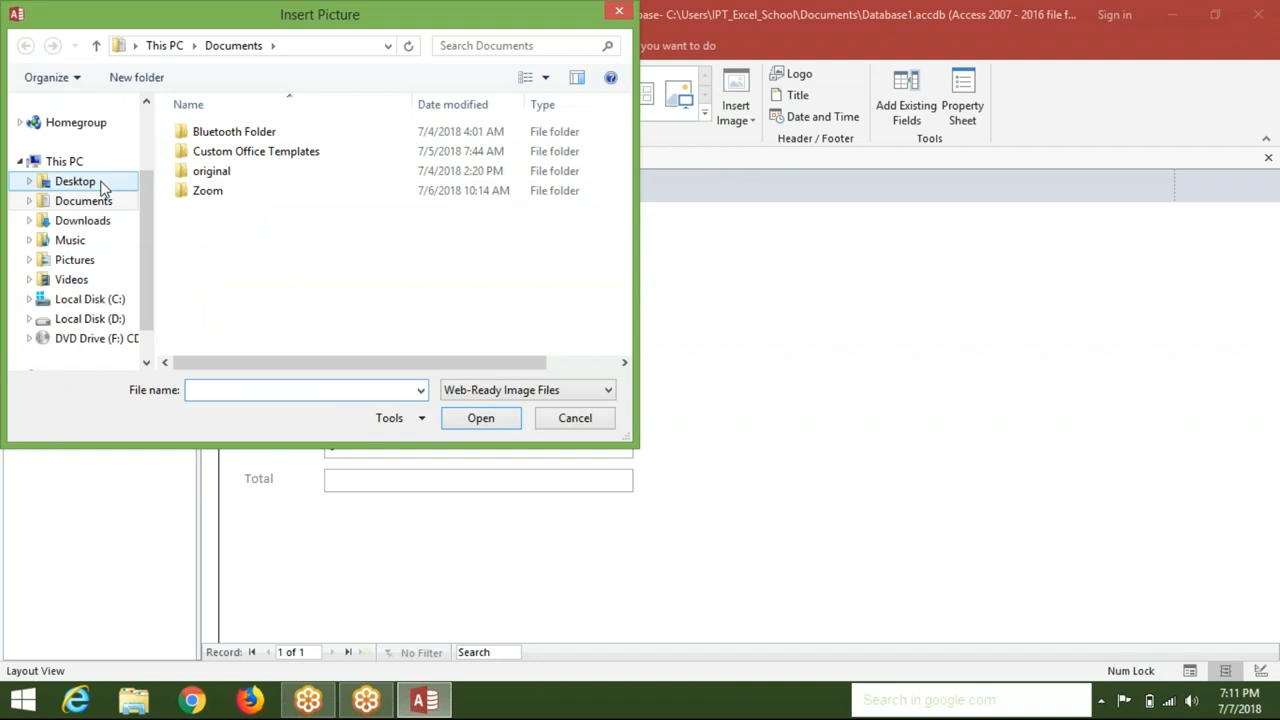 Insert Picture
base- C:\Users\IPT_Excel_School\Documents\Database1.accdb (Access 2007 - 2016 file f...
Sign in
This PC
Documents
Search Documents
you want to do
Organize
New folder
Homegroup
This PC
Desktop
Documents
Downloads
Music
Pictures
Videos
Local Disk (C:)
Local Disk (D:)
DVD Drive (F:) CD
Name
Date modified
Type
Bluetooth Folder 7/4/2018 4:01 AM File folder
Custom Office Templates 7/5/2018 7:44 AM File folder
original 7/4/2018 2:20 PM File folder
Zoom 7/6/2018 10:14 AM File folder
File name:
Web-Ready Image Files
Tools
Open
Cancel
Insert
Image
Logo
Title
Date and Time
Header / Footer
Add Existing
Fields
Property
Sheet
Tools
Total
Record:
1 of 1
No Filter
Search
Layout View
Num Lock
Search in google.com
7:11 PM
7/7/2018